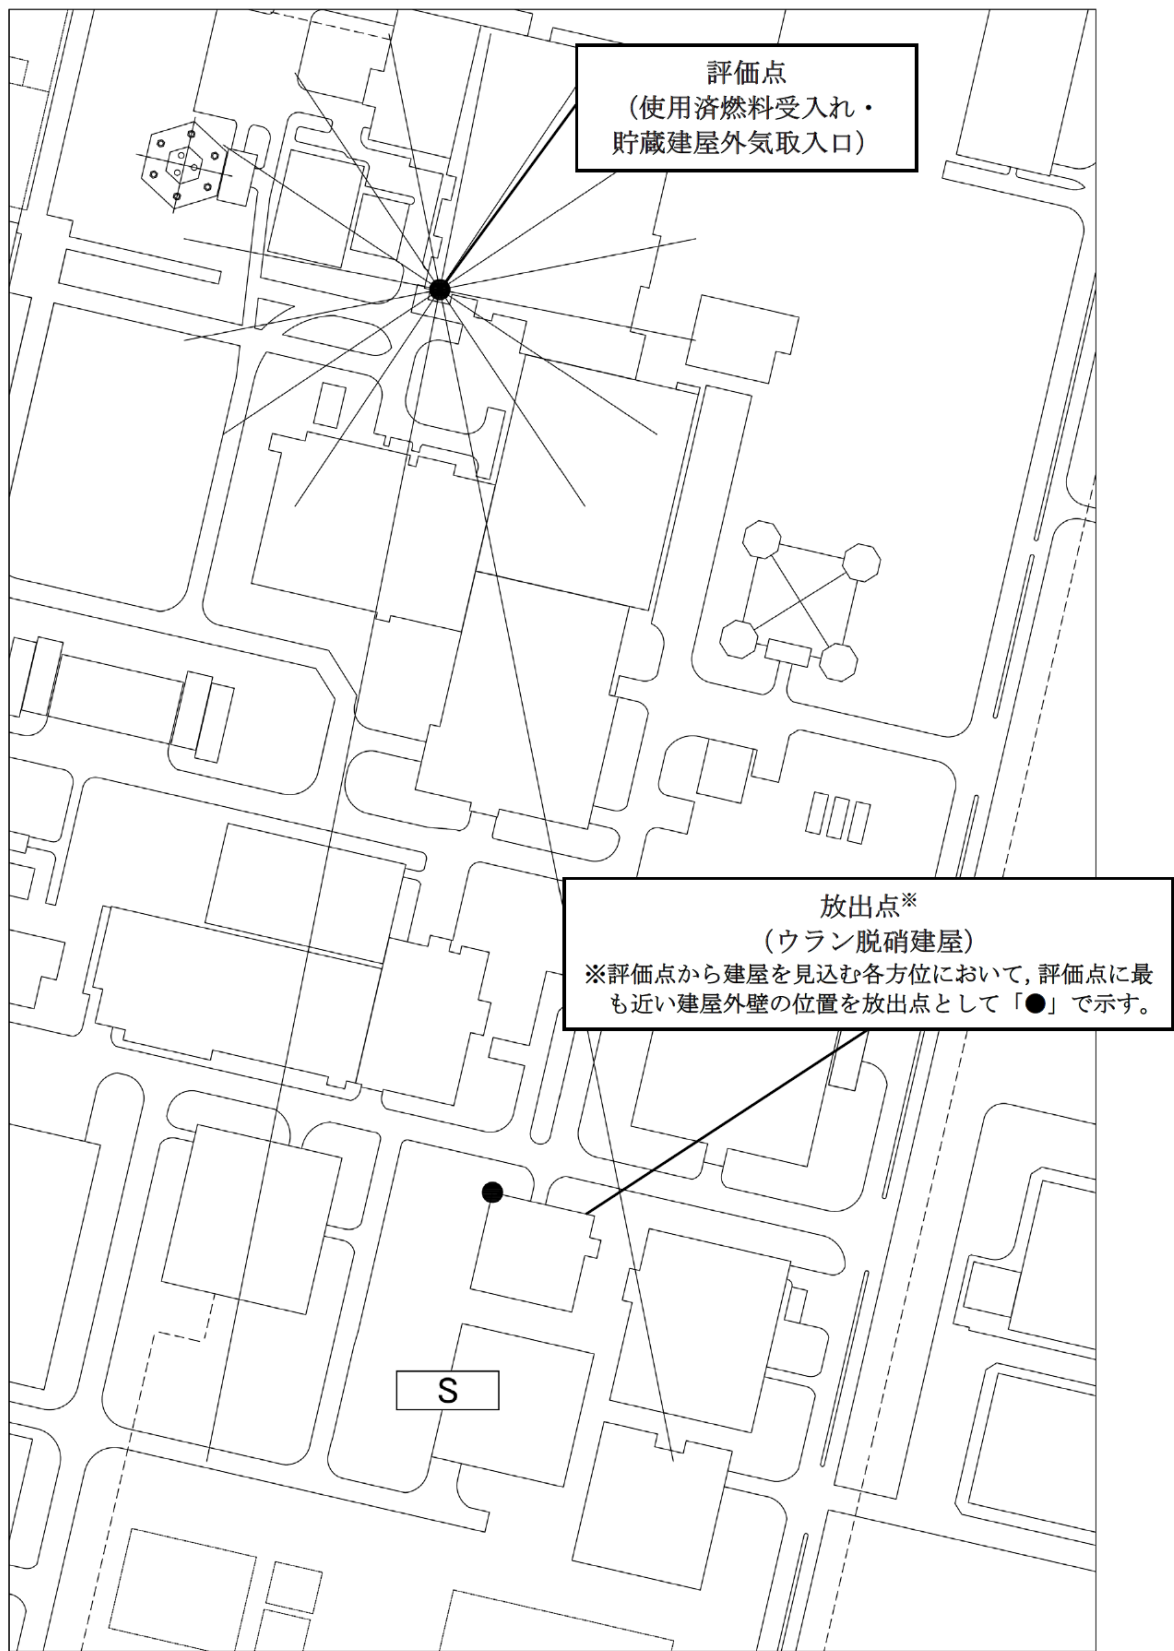 評価点
(使用済燃料受入れ・
貯蔵建屋外気取入口)
放出点※
(ウラン脱硝建屋)
※評価点から建屋を見込む各方位において,評価点に最
も近い建屋外壁の位置を放出点として「●」で示す。
S